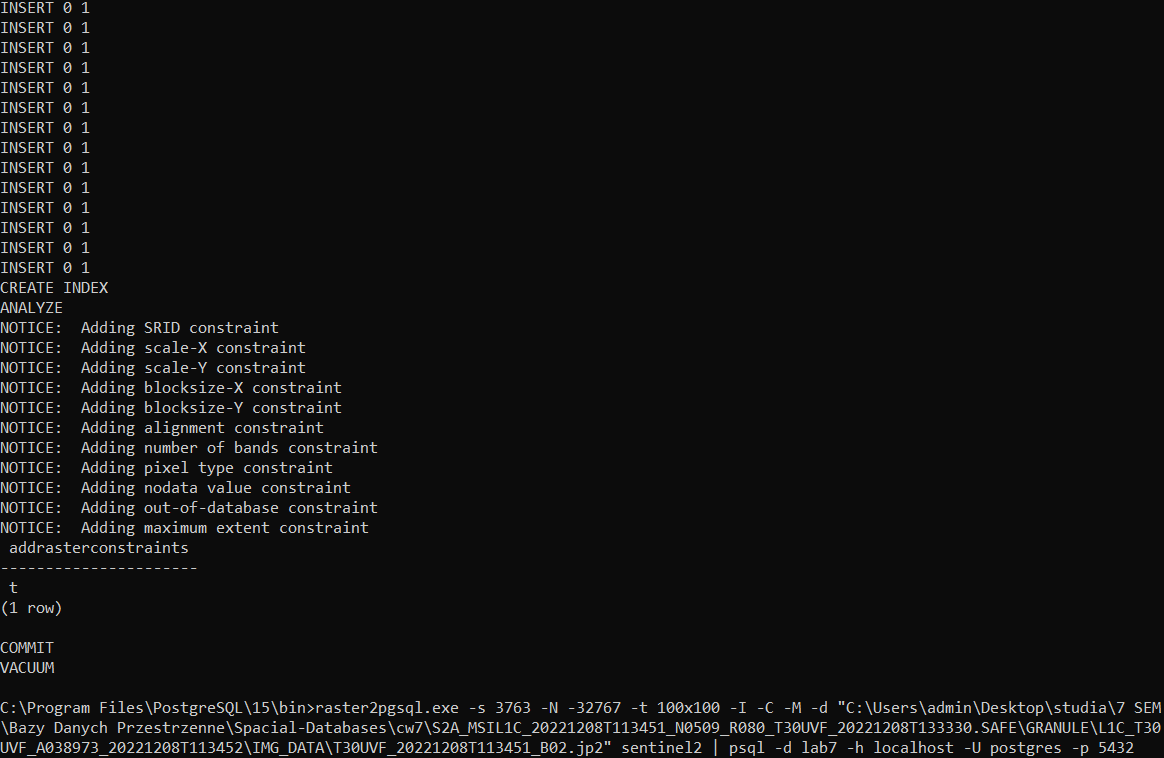 INSERT 0 1
INSERT 0 1
INSERT 0 1
INSERT 0 1
INSERT 0 1
INSERT 0 1
INSERT 0 1
INSERT 0 1
INSERT 0 1
INSERT 0 1
INSERT 0 1
INSERT 0 1
INSERT 0 1
INSERT 0 1
CREATE INDEX
ANALYZE
NOTICE:  Adding SRID constraint
NOTICE:  Adding scale-X constraint
NOTICE:  Adding scale-Y constraint
NOTICE:  Adding blocksize-X constraint
NOTICE:  Adding blocksize-Y constraint
NOTICE:  Adding alignment constraint
NOTICE:  Adding number of bands constraint
NOTICE:  Adding pixel type constraint
NOTICE:  Adding nodata value constraint
NOTICE:  Adding out-of-database constraint
NOTICE:  Adding maximum extent constraint
 addrasterconstraints
----------------------
 t
(1 row)

COMMIT
VACUUM

C:\Program Files\PostgreSQL\15\bin>raster2pgsql.exe -s 3763 -N -32767 -t 100x100 -I -C -M -d "C:\Users\admin\Desktop\studia\7 SEM
\Bazy Danych Przestrzenne\Spacial-Databases\cw7\S2A_MSIL1C_20221208T113451_N0509_R080_T30UVF_20221208T133330.SAFE\GRANULE\L1C_T30
UVF_A038973_20221208T113452\IMG_DATA\T30UVF_20221208T113451_B02.jp2" sentinel2 | psql -d lab7 -h localhost -U postgres -p 5432